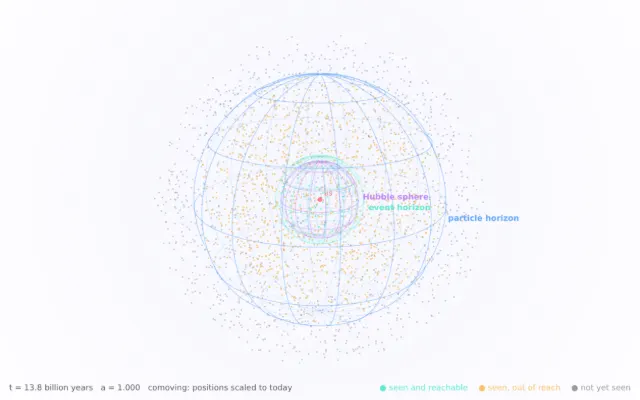 Hubble sphere
event horizon
particle horizon
t = 13.8 billion years   a = 1.000   comoving: positions scaled to today
seen and reachable   seen, out of reach   not yet seen